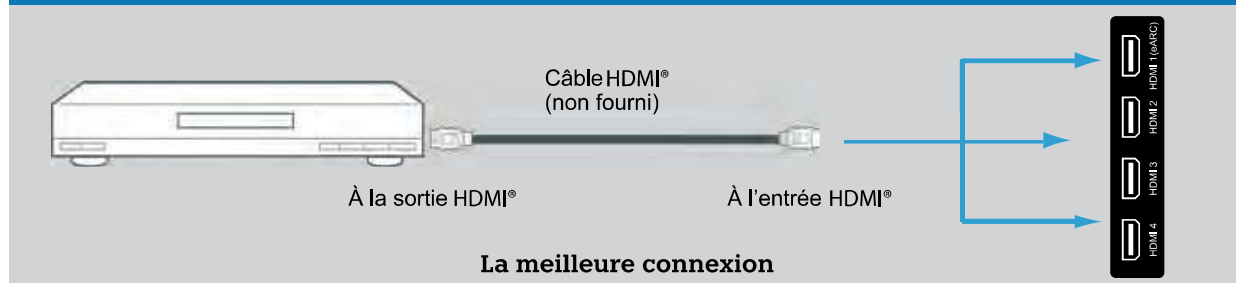 Câble HDMI®
(non fourni)
À la sortie HDMI®
À l'entrée HDMI®
La meilleure connexion
HDMI 1(eARC)
HDMI 2
HDMI 3
HDMI 4